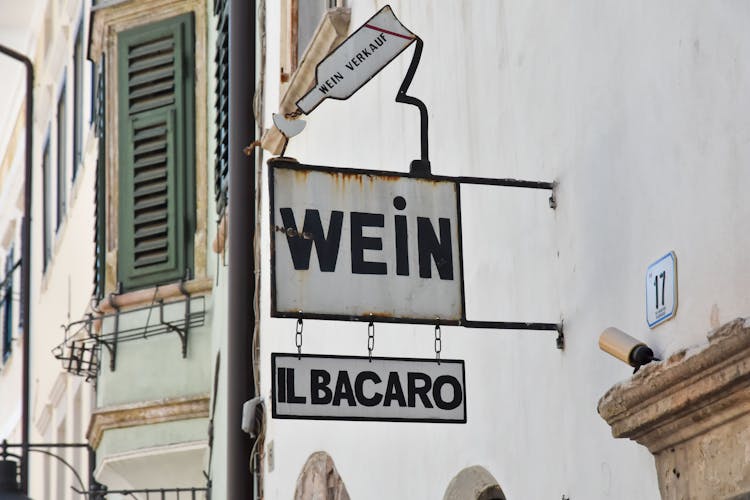 WEIN VERKAUF
WEiN
IL BACARO
17